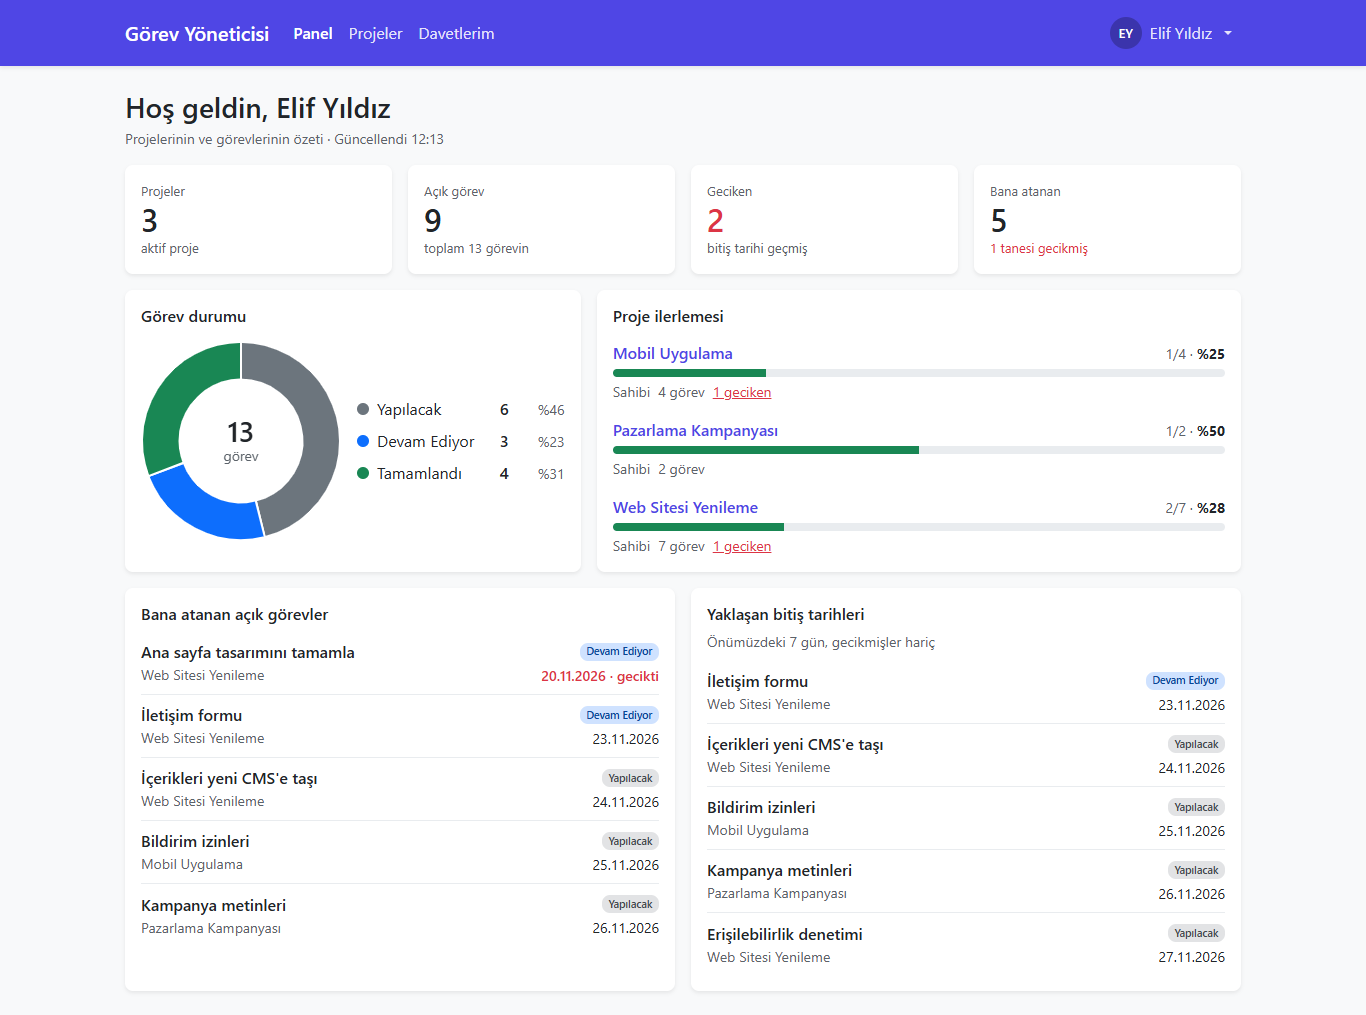 Görev Yöneticisi Panel Projeler Davetlerim EY Elif Yıldız
Hoş geldin, Elif Yıldız
Projelerinin ve görevlerinin özeti · Güncellendi 12:13
Projeler
3
aktif proje
Açık görev
9
toplam 13 görevin
Geciken
2
bitiş tarihi geçmiş
Bana atanan
5
1 tanesi gecikmiş
Görev durumu
13
görev
Yapılacak 6 %46
Devam Ediyor 3 %23
Tamamlandı 4 %31
Proje ilerlemesi
Mobil Uygulama 1/4 · %25
Sahibi 4 görev 1 geciken
Pazarlama Kampanyası 1/2 · %50
Sahibi 2 görev
Web Sitesi Yenileme 2/7 · %28
Sahibi 7 görev 1 geciken
Bana atanan açık görevler
Ana sayfa tasarımını tamamla Devam Ediyor
Web Sitesi Yenileme 20.11.2026 · gecikti
İletişim formu Devam Ediyor
Web Sitesi Yenileme 23.11.2026
İçerikleri yeni CMS'e taşı Yapılacak
Web Sitesi Yenileme 24.11.2026
Bildirim izinleri Yapılacak
Mobil Uygulama 25.11.2026
Kampanya metinleri Yapılacak
Pazarlama Kampanyası 26.11.2026
Yaklaşan bitiş tarihleri
Önümüzdeki 7 gün, gecikmişler hariç
İletişim formu Devam Ediyor
Web Sitesi Yenileme 23.11.2026
İçerikleri yeni CMS'e taşı Yapılacak
Web Sitesi Yenileme 24.11.2026
Bildirim izinleri Yapılacak
Mobil Uygulama 25.11.2026
Kampanya metinleri Yapılacak
Pazarlama Kampanyası 26.11.2026
Erişilebilirlik denetimi Yapılacak
Web Sitesi Yenileme 27.11.2026